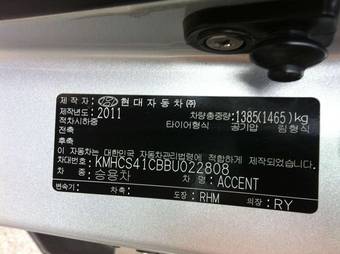 제작자: 현대자동차㈜
제작년도: 2011 차량총중량: 1385(1465)kg
적차시하중 타이어형식 공기압 림형식
전축
후축
이 자동차는 대한민국 자동차관리법령에 적합하게 제작되었습니다.
차대번호: KMHCS41CBBU022808
차종: 승용차 차명: ACCENT
변속기: 차축: 도장: RHM 의장: RY